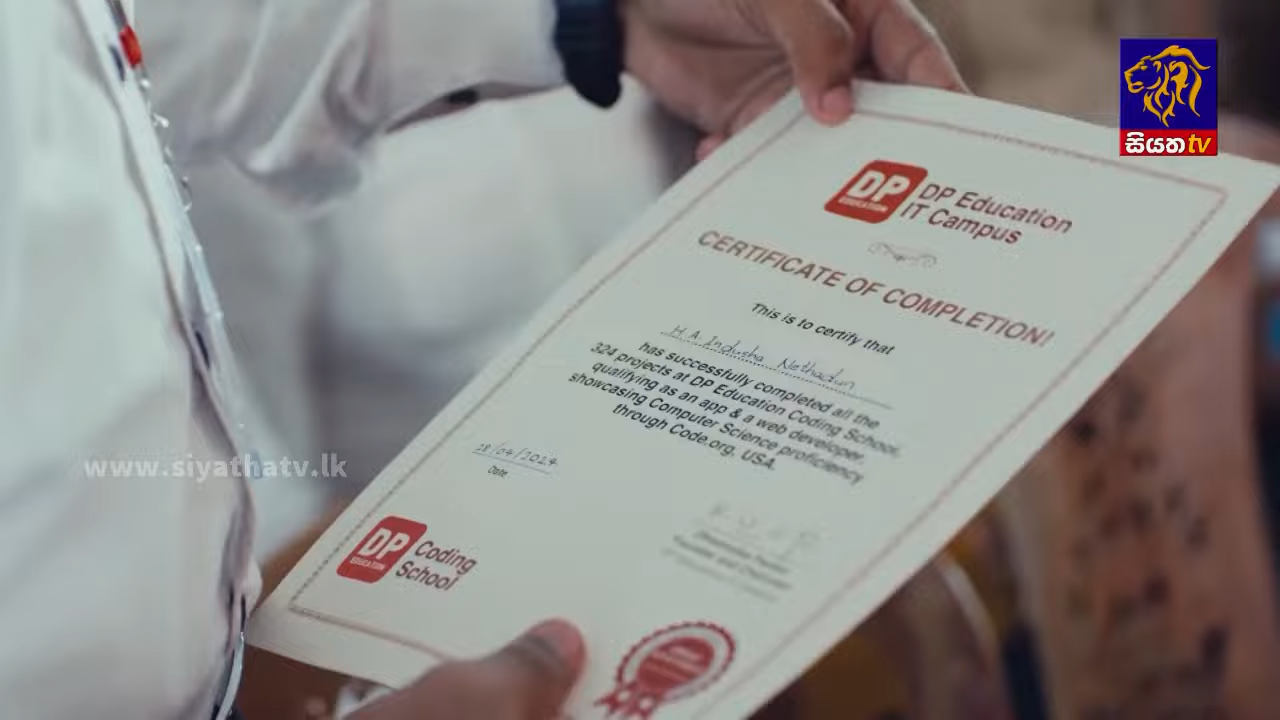 සියත tv
DP
EDUCATION
DP Education
IT Campus
CERTIFICATE OF COMPLETION!
This is to certify that
H.A. Indusha Nethadun
has successfully completed all the
324 projects at DP Education Coding School,
qualifying as an app & a web developer,
showcasing Computer Science proficiency
through Code.org, USA.
28/04/2024
Date
www.siyathatv.lk
DP
EDUCATION
Coding
School